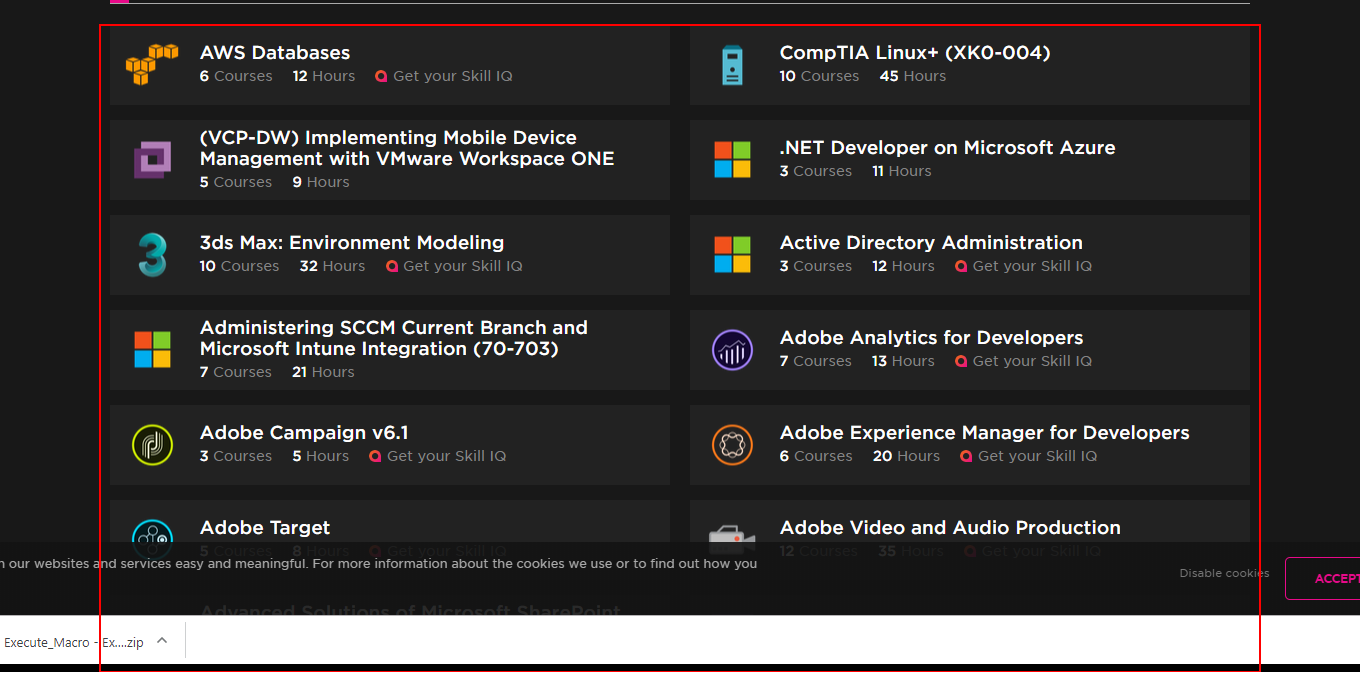 AWS Databases
6 Courses 12 Hours Get your Skill IQ
CompTIA Linux+ (XK0-004)
10 Courses 45 Hours
(VCP-DW) Implementing Mobile Device
Management with VMware Workspace ONE
5 Courses 9 Hours
.NET Developer on Microsoft Azure
3 Courses 11 Hours
3ds Max: Environment Modeling
10 Courses 32 Hours Get your Skill IQ
Active Directory Administration
3 Courses 12 Hours Get your Skill IQ
Administering SCCM Current Branch and
Microsoft Intune Integration (70-703)
7 Courses 21 Hours
Adobe Analytics for Developers
7 Courses 13 Hours Get your Skill IQ
Adobe Campaign v6.1
3 Courses 5 Hours Get your Skill IQ
Adobe Experience Manager for Developers
6 Courses 20 Hours Get your Skill IQ
Adobe Target
5 Courses 8 Hours Get your Skill IQ
Adobe Video and Audio Production
12 Courses 35 Hours Get your Skill IQ
our websites and services easy and meaningful. For more information about the cookies we use or to find out how you
Disable cookies
ACCEPT
Advanced Solutions of Microsoft SharePoint
Execute_Macro - Ex....zip